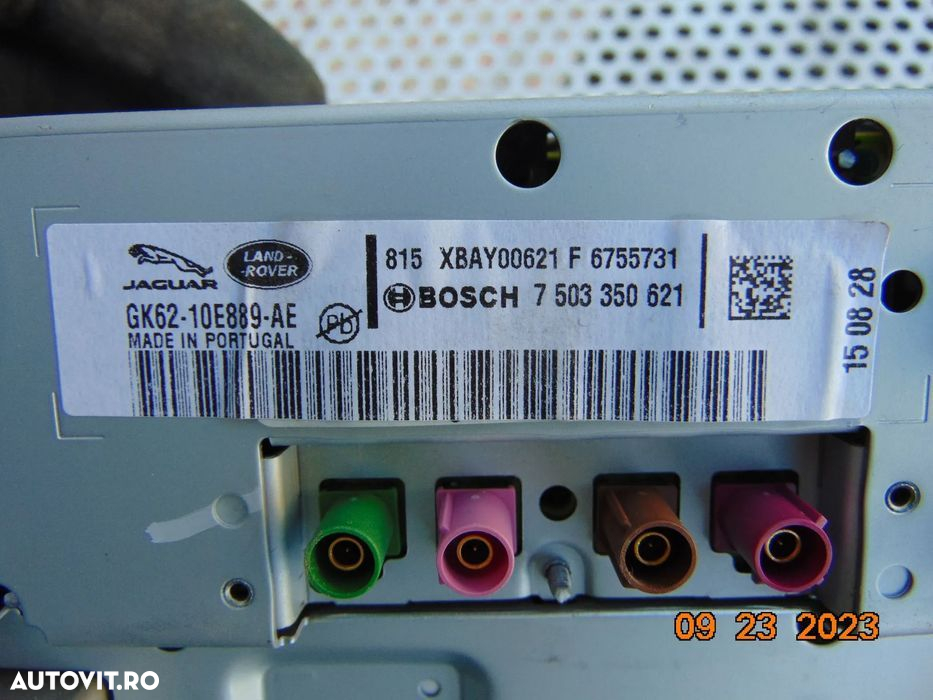 JAGUAR
LAND-
-ROVER
GK62-10E889-AE
MADE IN PORTUGAL
Pb
815 XBAY00621 F 6755731
BOSCH 7 503 350 621
15 08 28
09 23 2023
AUTOVIT.RO